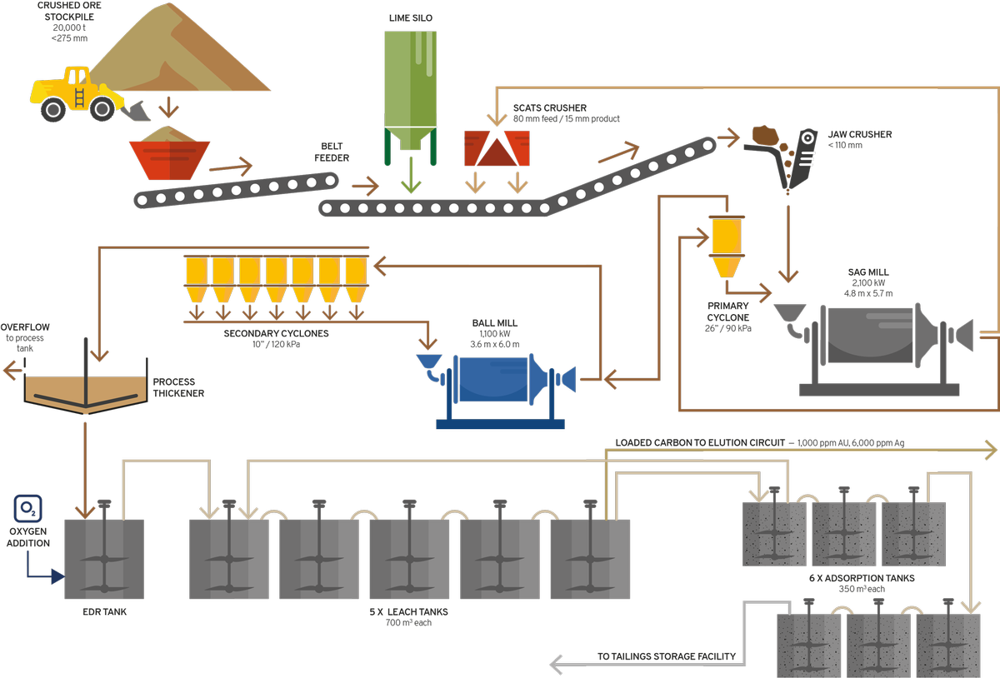 CRUSHED ORE
STOCKPILE
20,000 t
<275 mm
LIME SILO
BELT
FEEDER
SCATS CRUSHER
80 mm feed / 15 mm product
JAW CRUSHER
< 110 mm
SAG MILL
2,100 kW
4.8 m x 5.7 m
PRIMARY
CYCLONE
26” / 90 kPa
SECONDARY CYCLONES
10” / 120 kPa
BALL MILL
1,100 kW
3.6 m x 6.0 m
OVERFLOW
to process
tank
PROCESS
THICKENER
LOADED CARBON TO ELUTION CIRCUIT – 1,000 ppm AU, 6,000 ppm Ag
O₂
OXYGEN
ADDITION
EDR TANK
5 X LEACH TANKS
700 m³ each
6 X ADSORPTION TANKS
350 m³ each
TO TAILINGS STORAGE FACILITY